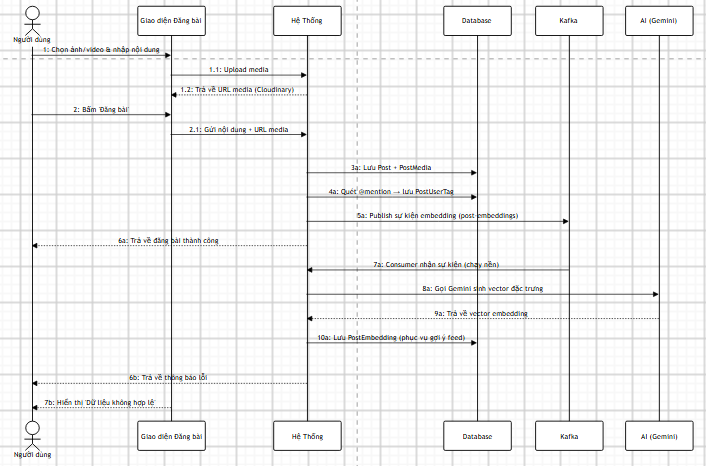 Giao diện Đăng bài
Hệ Thống
Database
Kafka
AI (Gemini)
Người dùng
1: Chọn ảnh/video & nhập nội dung
1.1: Upload media
1.2: Trả về URL media (Cloudinary)
2: Bấm 'Đăng bài'
2.1: Gửi nội dung + URL media
3a: Lưu Post + PostMedia
4a: Quét @mention → lưu PostUserTag
5a: Publish sự kiện embedding (post-embeddings)
6a: Trả về đăng bài thành công
7a: Consumer nhận sự kiện (chạy nền)
8a: Gọi Gemini sinh vector đặc trưng
9a: Trả về vector embedding
10a: Lưu PostEmbedding (phục vụ gợi ý feed)
6b: Trả về thông báo lỗi
7b: Hiển thị 'Dữ liệu không hợp lệ'
Giao diện Đăng bài
Hệ Thống
Database
Kafka
AI (Gemini)
Người dùng